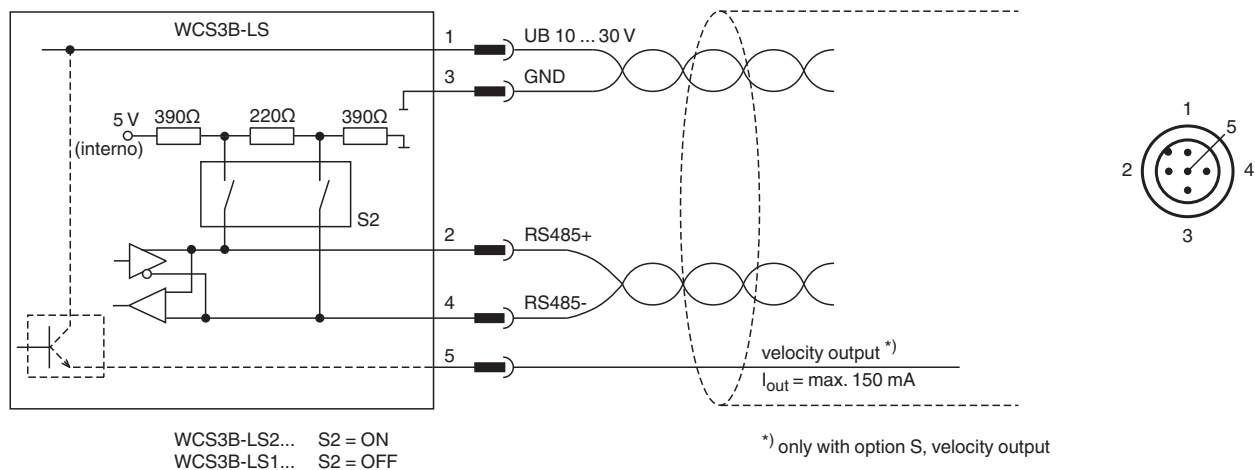 WCS3B-LS
1
UB 10 ... 30 V
3
GND
5 V
(interno)
390Ω
220Ω
390Ω
S2
2
RS485+
4
RS485-
5
velocity output *)
Iout = max. 150 mA
1
5
2
4
3
WCS3B-LS2... S2 = ON
WCS3B-LS1... S2 = OFF
*) only with option S, velocity output